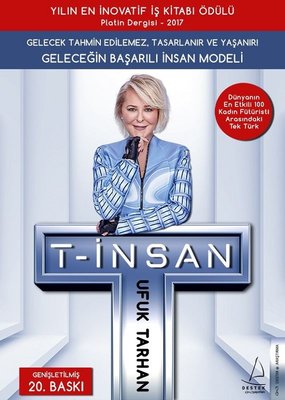 YILIN EN İNOVATİF İŞ KİTABI ÖDÜLÜ
Platin Dergisi - 2017
GELECEK TAHMİN EDİLEMEZ, TASARLANIR VE YAŞANIR!
GELECEĞİN BAŞARILI İNSAN MODELİ
Dünyanın
En Etkili 100
Kadın Fütüristi
Arasındaki
Tek Türk
T-İNSAN
UFUK TARHAN
GENİŞLETİLMİŞ
20. BASKI
DESTEK